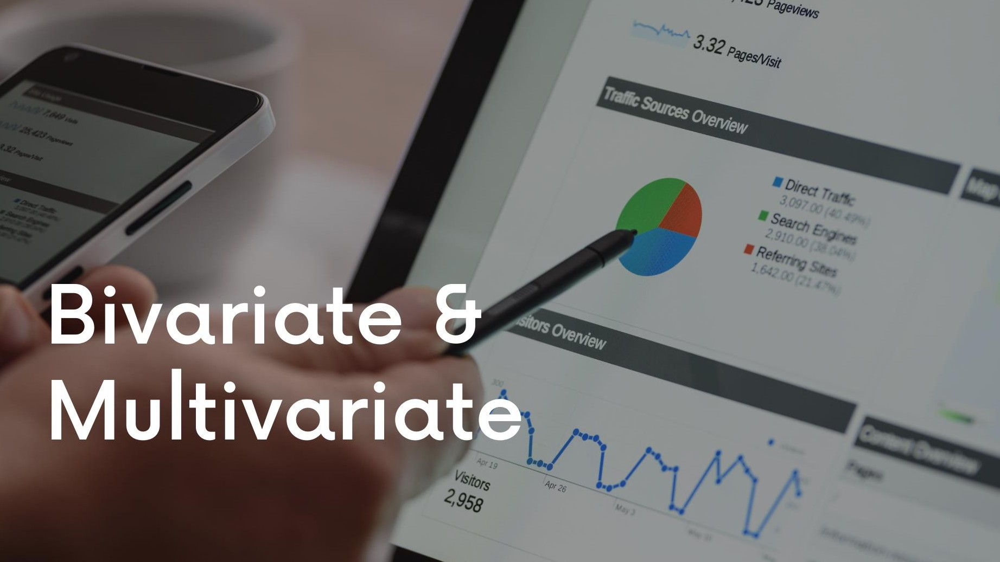 Pageviews
3.32 Pages/Visit
Traffic Sources Overview
Map
Direct Traffic
3,097.00 (40.49%)
Search Engines
2,910.00 (38.04%)
Referring Sites
1,642.00 (21.47%)
7,649 Visits
25,423 Pageviews
3.32 Pages/Visit
Direct Traffic
Search Engines
Bivariate &
Multivariate
Visitors Overview
300
Apr 19
Apr 26
May 3
Visitors
2,958
Content Overview
Pages